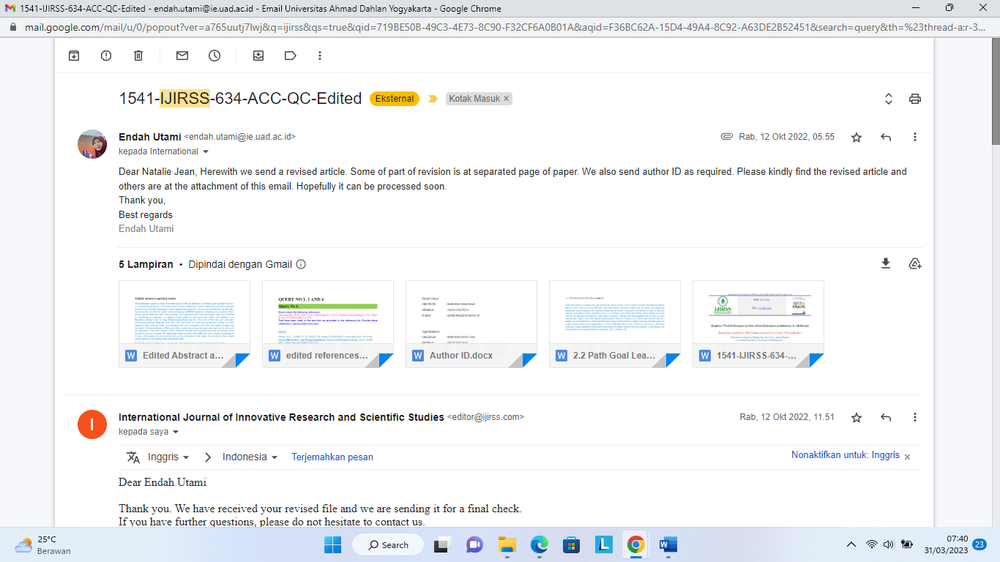 1541-IJIRSS-634-ACC-QC-Edited - endah.utami@ie.uad.ac.id - Email Universitas Ahmad Dahlan Yogyakarta - Google Chrome
mail.google.com/mail/u/0/popout?ver=a765uutj7lwj&q=ijirss&qs=true&qid=719BE50B-49C3-4E73-8C90-F32CF6A0B01A&aqid=F36BC62A-15D4-49A4-8C92-A63DE2B52451&search=query&th=%23thread-a:r-3...
1541-IJIRSS-634-ACC-QC-Edited Eksternal Kotak Masuk ×
Endah Utami <endah.utami@ie.uad.ac.id> Rab, 12 Okt 2022, 05.55
kepada International
Dear Natalie Jean, Herewith we send a revised article. Some of part of revision is at separated page of paper. We also send author ID as required. Please kindly find the revised article and
others are at the attachment of this email. Hopefully it can be processed soon.
Thank you,
Best regards
Endah Utami
5 Lampiran • Dipindai dengan Gmail
Edited Abstract and Keywords
QUERY NO 1, 3 AND 4
Query No 1.
Endah Utami
Edited Abstract a...
edited references...
Author ID.docx
2.2 Path Goal Lea...
1541-IJIRSS-634-...
I
International Journal of Innovative Research and Scientific Studies <editor@ijirss.com> Rab, 12 Okt 2022, 11.51
kepada saya
Inggris > Indonesia Terjemahkan pesan Nonaktifkan untuk: Inggris ×
Dear Endah Utami
Thank you. We have received your revised file and we are sending it for a final check.
If you have further questions, please do not hesitate to contact us.
25°C
Berawan
Search
L
W
07:40
31/03/2023
23